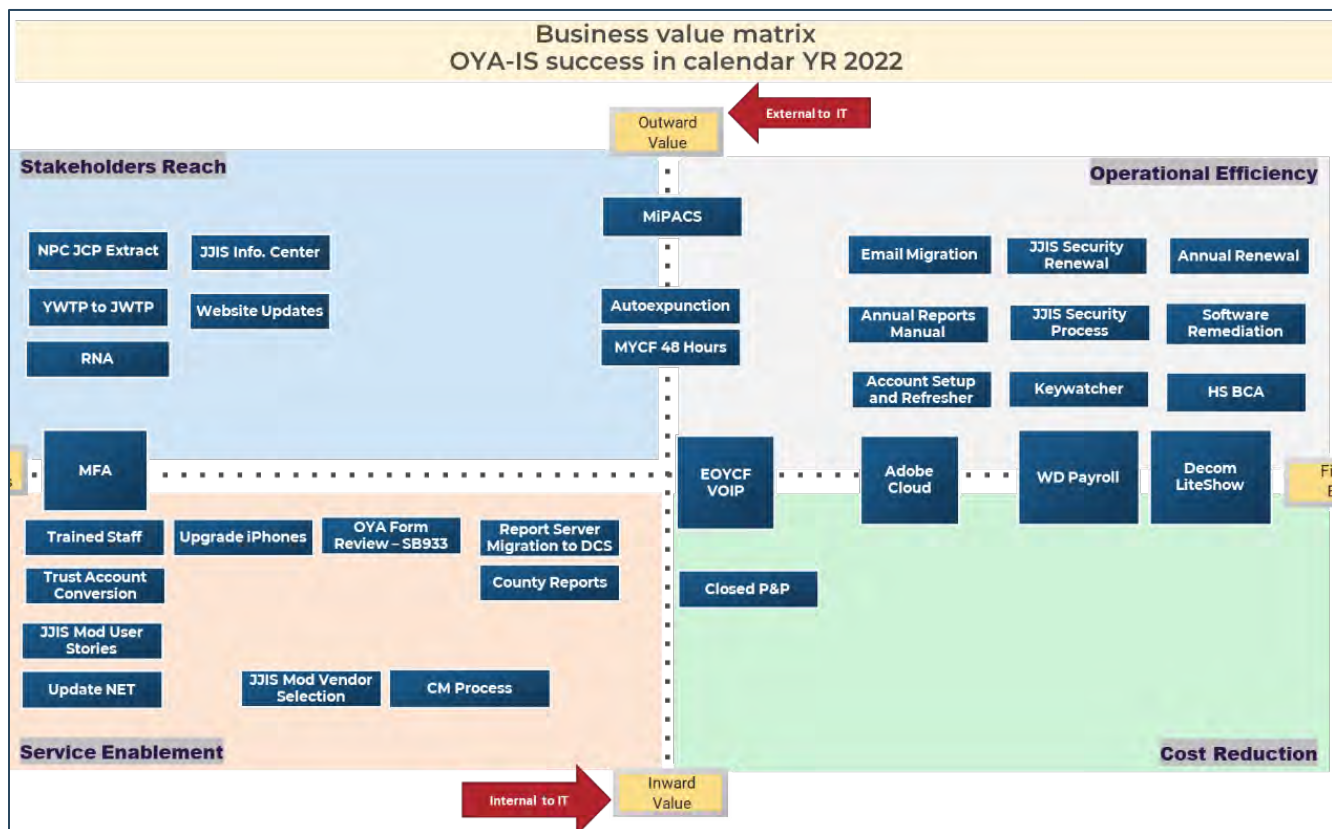 Business value matrix
OYA-IS success in calendar YR 2022
External to IT
Outward
Value
Stakeholders Reach
Operational Efficiency
MiPACS
NPC JCP Extract
JJIS Info. Center
Email Migration
JJIS Security
Renewal
Annual Renewal
YWTP to JWTP
Website Updates
Autoexpunction
Annual Reports
Manual
JJIS Security
Process
Software
Remediation
RNA
MYCF 48 Hours
Account Setup
and Refresher
Keywatcher
HS BCA
MFA
EOYCF
VOIP
Adobe
Cloud
WD Payroll
Decom
LiteShow
s
Fi
E
Trained Staff
Upgrade iPhones
OYA Form
Review – SB933
Report Server
Migration to DCS
Trust Account
Conversion
County Reports
Closed P&P
JJIS Mod User
Stories
Update NET
JJIS Mod Vendor
Selection
CM Process
Service Enablement
Cost Reduction
Internal to IT
Inward
Value